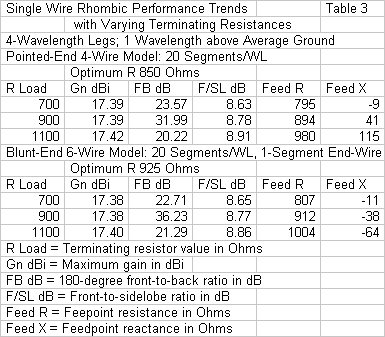 Single Wire Rhombic Performance Trends Table 3
with Varying Terminating Resistances
4-Wavelength Legs; 1 Wavelength above Average Ground
Pointed-End 4-Wire Model: 20 Segments/WL
Optimum R 850 Ohms
R Load Gn dBi FB dB F/SL dB Feed R Feed X
700 17.39 23.57 8.63 795 -9
900 17.39 31.99 8.78 894 41
1100 17.42 20.22 8.91 980 115
Blunt-End 6-Wire Model: 20 Segments/WL, 1-Segment End-Wire
Optimum R 925 Ohms
R Load Gn dBi FB dB F/SL dB Feed R Feed X
700 17.38 22.71 8.65 807 -11
900 17.38 36.23 8.77 912 -38
1100 17.40 21.29 8.86 1004 -64
R Load = Terminating resistor value in Ohms
Gn dBi = Maximum gain in dBi
FB dB = 180-degree front-to-back ratio in dB
F/SL dB = Front-to-sidelobe ratio in dB
Feed R = Feepoint resistance in Ohms
Feed X = Feedpoint reactance in Ohms